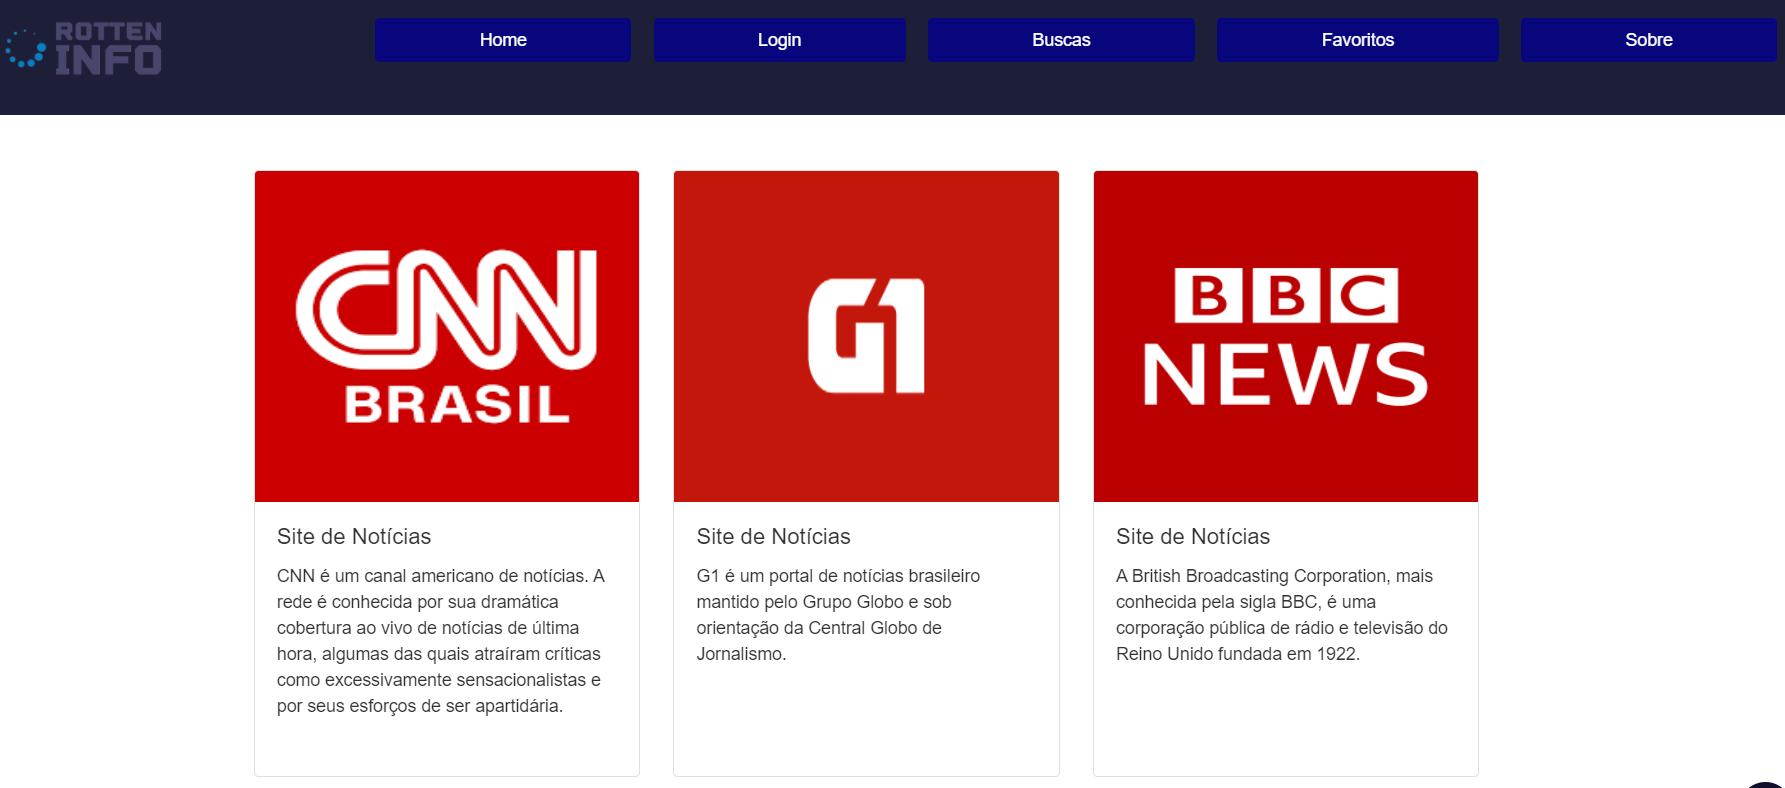 ROTTEN
INFO
Home
Login
Buscas
Favoritos
Sobre
CNN
BRASIL
Site de Notícias
CNN é um canal americano de notícias. A
rede é conhecida por sua dramática
cobertura ao vivo de notícias de última
hora, algumas das quais atraíram críticas
como excessivamente sensacionalistas e
por seus esforços de ser apartidária.
G1
Site de Notícias
G1 é um portal de notícias brasileiro
mantido pelo Grupo Globo e sob
orientação da Central Globo de
Jornalismo.
BBC
NEWS
Site de Notícias
A British Broadcasting Corporation, mais
conhecida pela sigla BBC, é uma
corporação pública de rádio e televisão do
Reino Unido fundada em 1922.